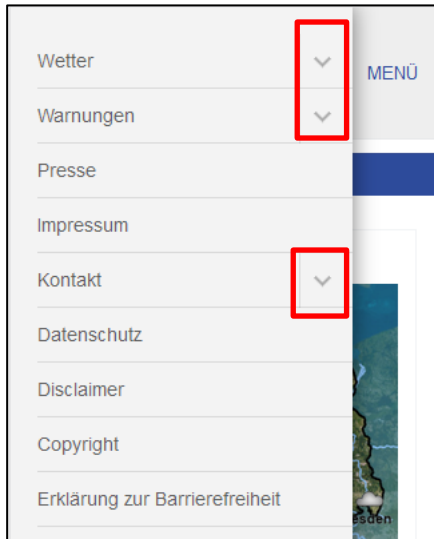 Wetter
MENÜ
Warnungen
Presse
Impressum
Kontakt
Datenschutz
Disclaimer
Copyright
Erklärung zur Barrierefreiheit